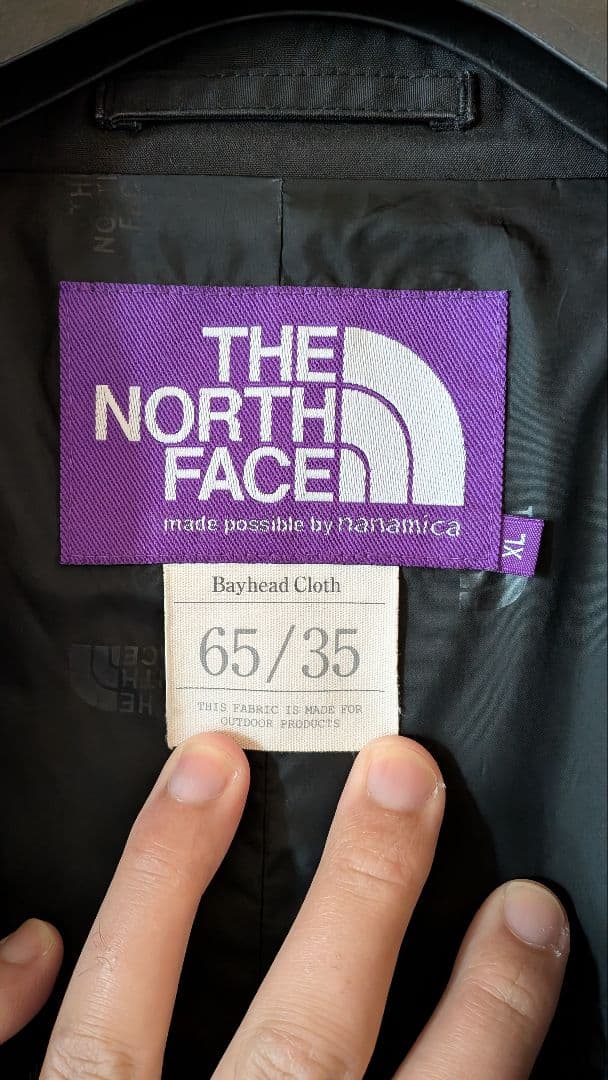 THE
NORTH
FACE
made possible by nanamica
XL
Bayhead Cloth
65/35
THIS FABRIC IS MADE FOR
OUTDOOR PRODUCTS